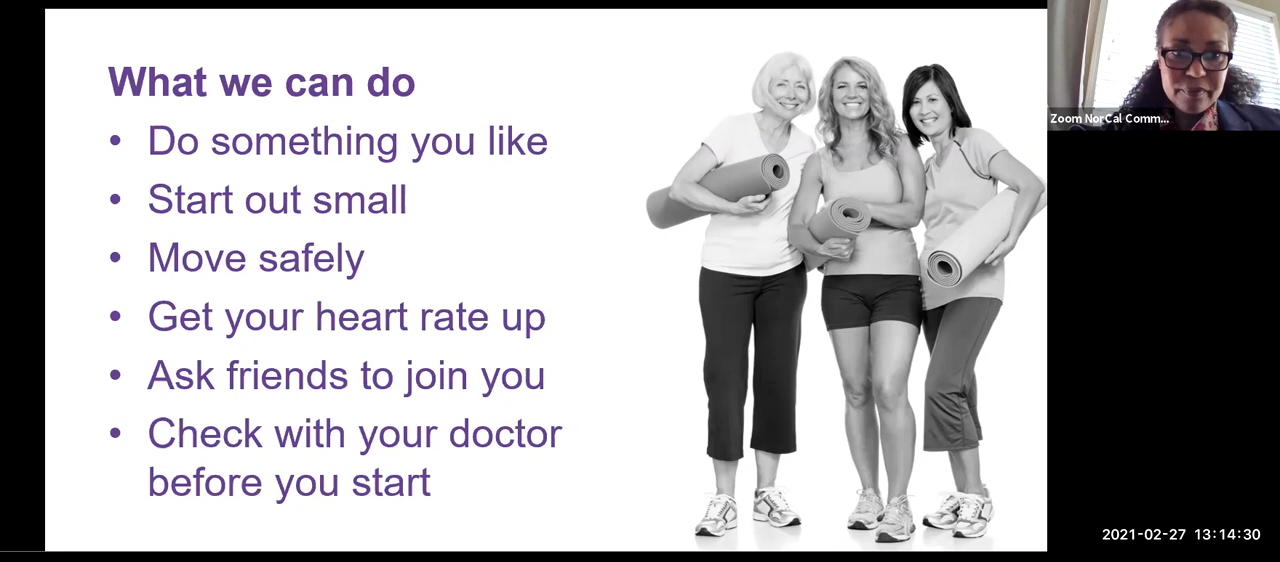 What we can do
• Do something you like
• Start out small
• Move safely
• Get your heart rate up
• Ask friends to join you
• Check with your doctor
before you start
Zoom NorCal Comm...
2021-02-27 13:14:30